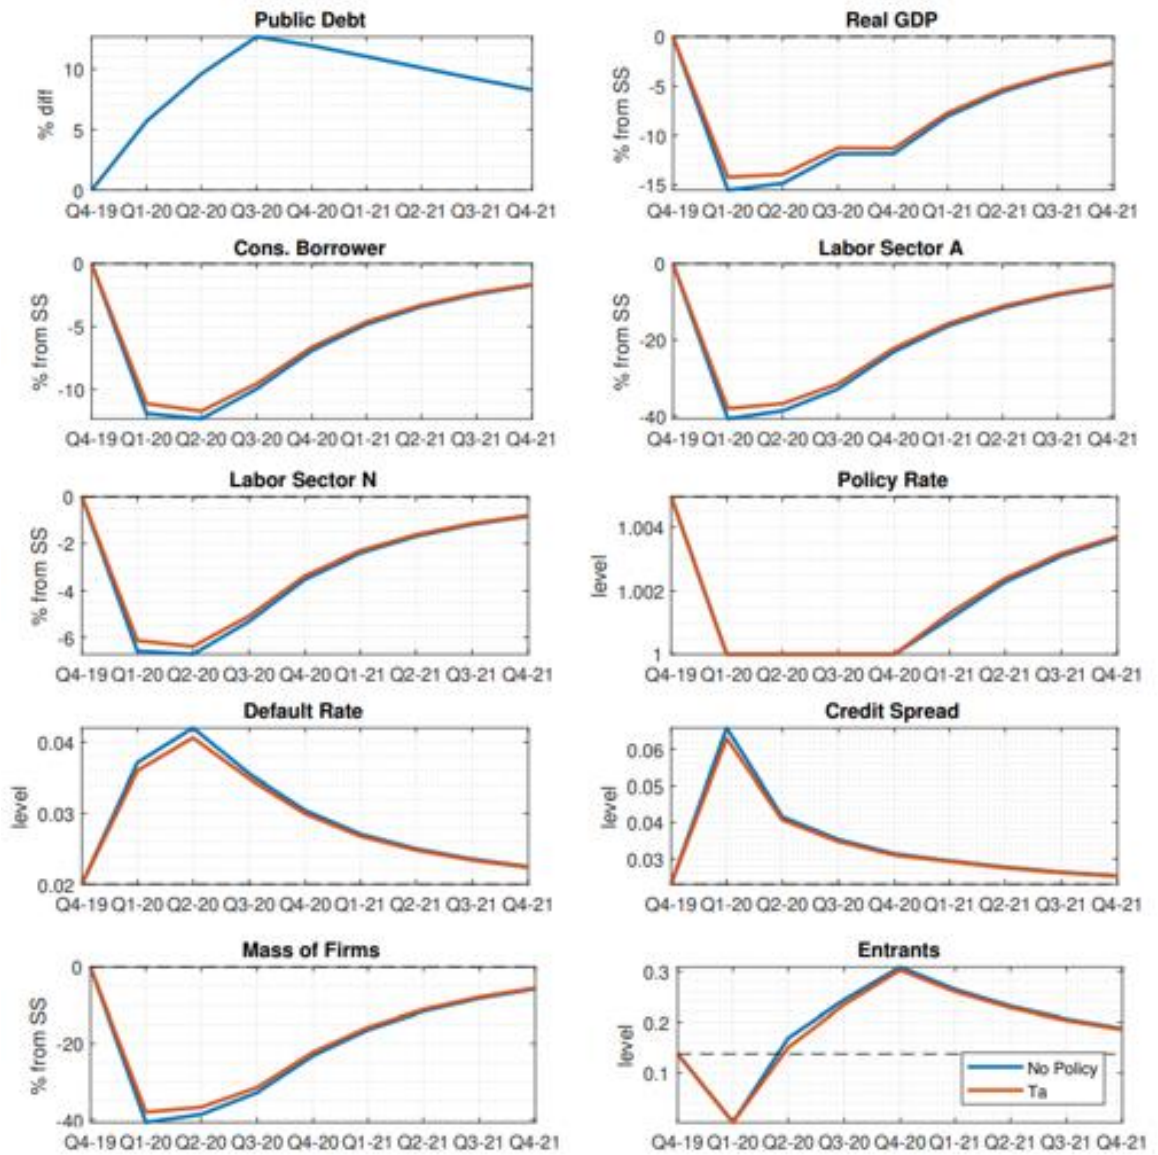 Public Debt
% diff
10
5
0
Q4-19 Q1-20 Q2-20 Q3-20 Q4-20 Q1-21 Q2-21 Q3-21 Q4-21
Real GDP
% from SS
0
-5
-10
-15
Q4-19 Q1-20 Q2-20 Q3-20 Q4-20 Q1-21 Q2-21 Q3-21 Q4-21
Cons. Borrower
% from SS
0
-5
-10
Q4-19 Q1-20 Q2-20 Q3-20 Q4-20 Q1-21 Q2-21 Q3-21 Q4-21
Labor Sector A
% from SS
0
-20
-40
Q4-19 Q1-20 Q2-20 Q3-20 Q4-20 Q1-21 Q2-21 Q3-21 Q4-21
Labor Sector N
% from SS
0
-2
-4
-6
Q4-19 Q1-20 Q2-20 Q3-20 Q4-20 Q1-21 Q2-21 Q3-21 Q4-21
Policy Rate
level
1.004
1.002
1
Q4-19 Q1-20 Q2-20 Q3-20 Q4-20 Q1-21 Q2-21 Q3-21 Q4-21
Default Rate
level
0.04
0.03
0.02
Q4-19 Q1-20 Q2-20 Q3-20 Q4-20 Q1-21 Q2-21 Q3-21 Q4-21
Credit Spread
level
0.06
0.05
0.04
0.03
Q4-19 Q1-20 Q2-20 Q3-20 Q4-20 Q1-21 Q2-21 Q3-21 Q4-21
Mass of Firms
% from SS
0
-20
-40
Q4-19 Q1-20 Q2-20 Q3-20 Q4-20 Q1-21 Q2-21 Q3-21 Q4-21
Entrants
level
0.3
0.2
0.1
No Policy
Ta
Q4-19 Q1-20 Q2-20 Q3-20 Q4-20 Q1-21 Q2-21 Q3-21 Q4-21